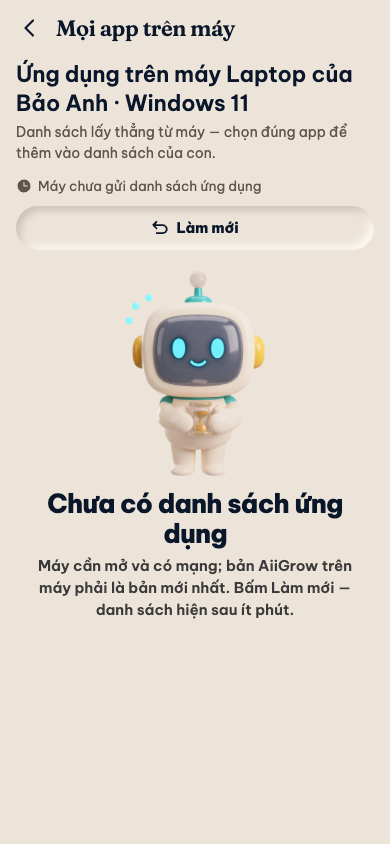 Mọi app trên máy
Ứng dụng trên máy Laptop của
Bảo Anh · Windows 11
Danh sách lấy thẳng từ máy — chọn đúng app để
thêm vào danh sách của con.
Máy chưa gửi danh sách ứng dụng
Làm mới
Chưa có danh sách ứng
dụng
Máy cần mở và có mạng; bản AiiGrow trên
máy phải là bản mới nhất. Bấm Làm mới —
danh sách hiện sau ít phút.